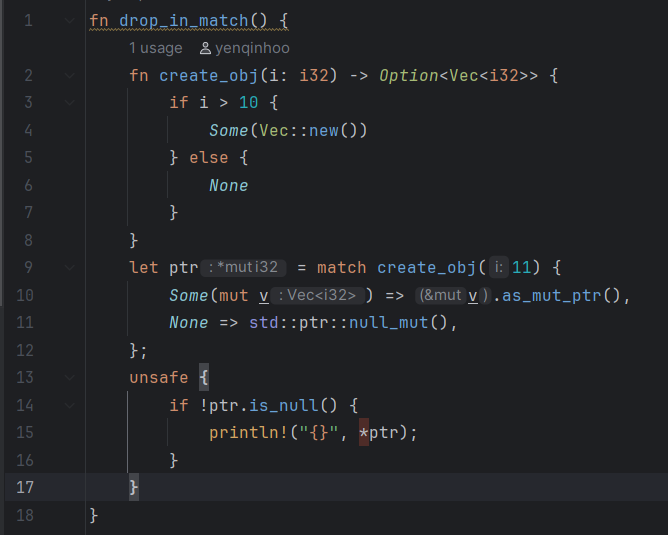 1 fn drop_in_match() {
1 usage yenqinhoo
2 fn create_obj(i: i32) -> Option<Vec<i32>> {
3 if i > 10 {
4 Some(Vec::new())
5 } else {
6 None
7 }
8 }
9 let ptr : *mut i32 = match create_obj( i: 11) {
10 Some(mut v : Vec<i32> ) => (&mut v ).as_mut_ptr(),
11 None => std::ptr::null_mut(),
12 };
13 unsafe {
14 if !ptr.is_null() {
15 println!("{}", *ptr);
16 }
17 }
18 }